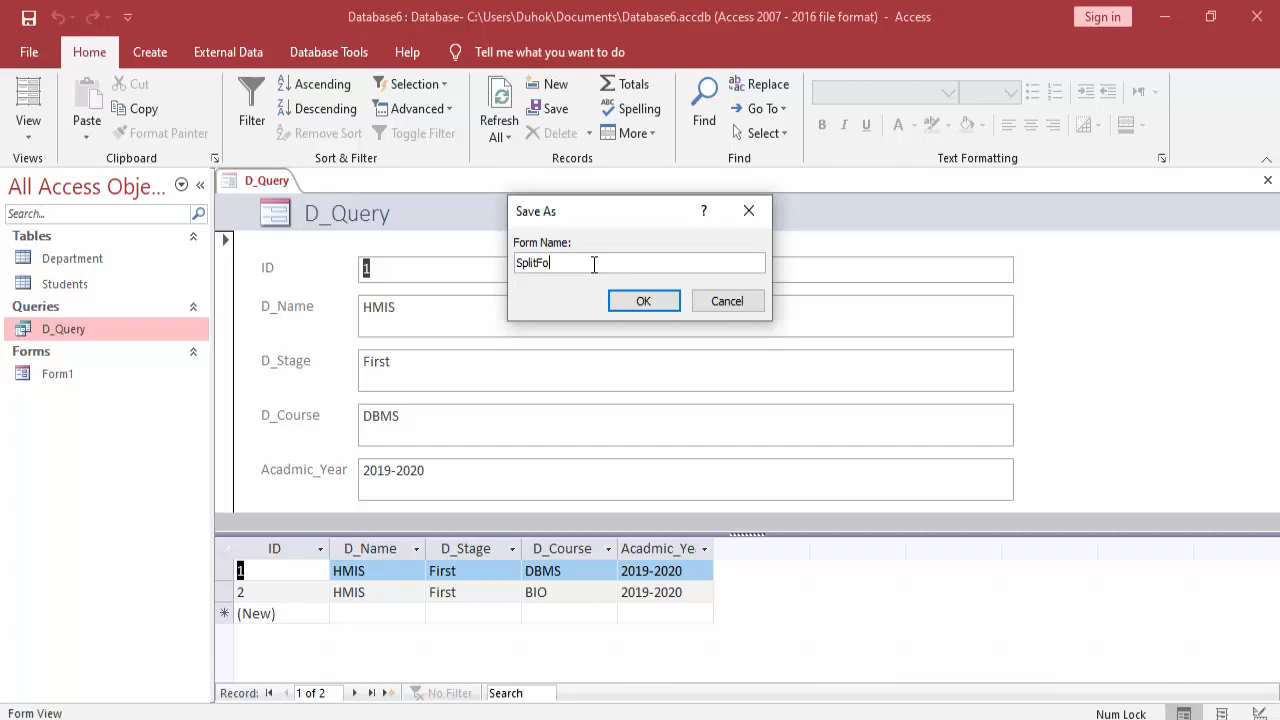 Database6 : Database- C:\Users\Duhok\Documents\Database6.accdb (Access 2007 - 2016 file format) - Access
Sign in
File Home Create External Data Database Tools Help Tell me what you want to do
View
Views
Paste
Cut
Copy
Format Painter
Clipboard
Filter
Ascending
Descending
Remove Sort
Selection
Advanced
Toggle Filter
Sort & Filter
Refresh
All
New
Save
Delete
Totals
Spelling
More
Records
Find
Replace
Go To
Select
Find
B I U A
Text Formatting
All Access Obje...
Search...
Tables
Department
Students
Queries
D_Query
Forms
Form1
D_Query
D_Query
Save As
?
Form Name:
SplitFo
OK Cancel
ID 1
D_Name HMIS
D_Stage First
D_Course DBMS
Acadmic_Year 2019-2020
ID D_Name D_Stage D_Course Acadmic_Ye
1 HMIS First DBMS 2019-2020
2 HMIS First BIO 2019-2020
(New)
Record: 1 of 2 No Filter Search
Form View
Num Lock